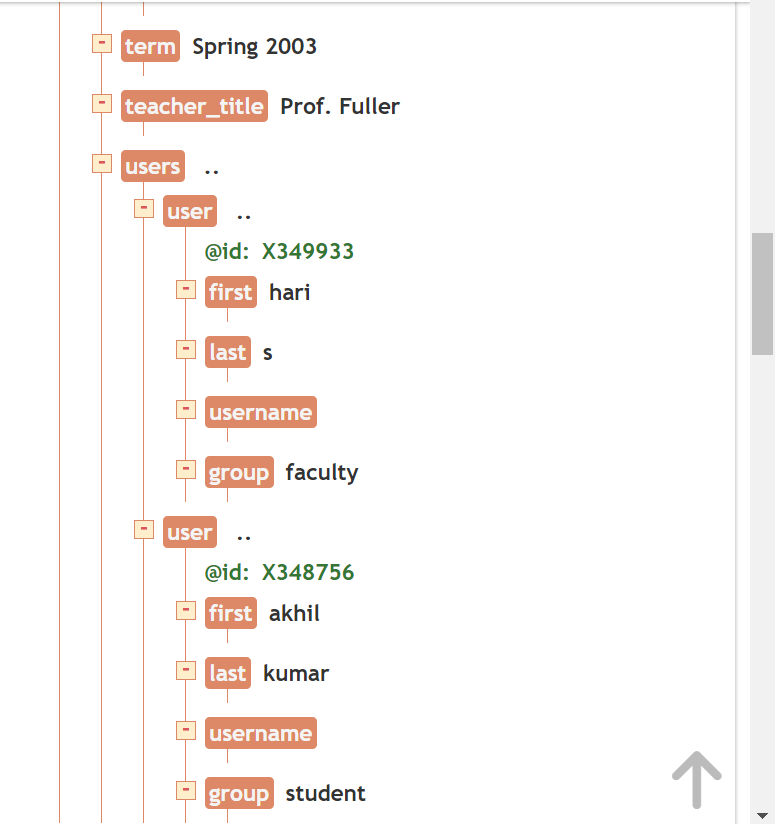 term Spring 2003
teacher_title Prof. Fuller
users ..
user ..
@id: X349933
first hari
last s
username
group faculty
user ..
@id: X348756
first akhil
last kumar
username
group student